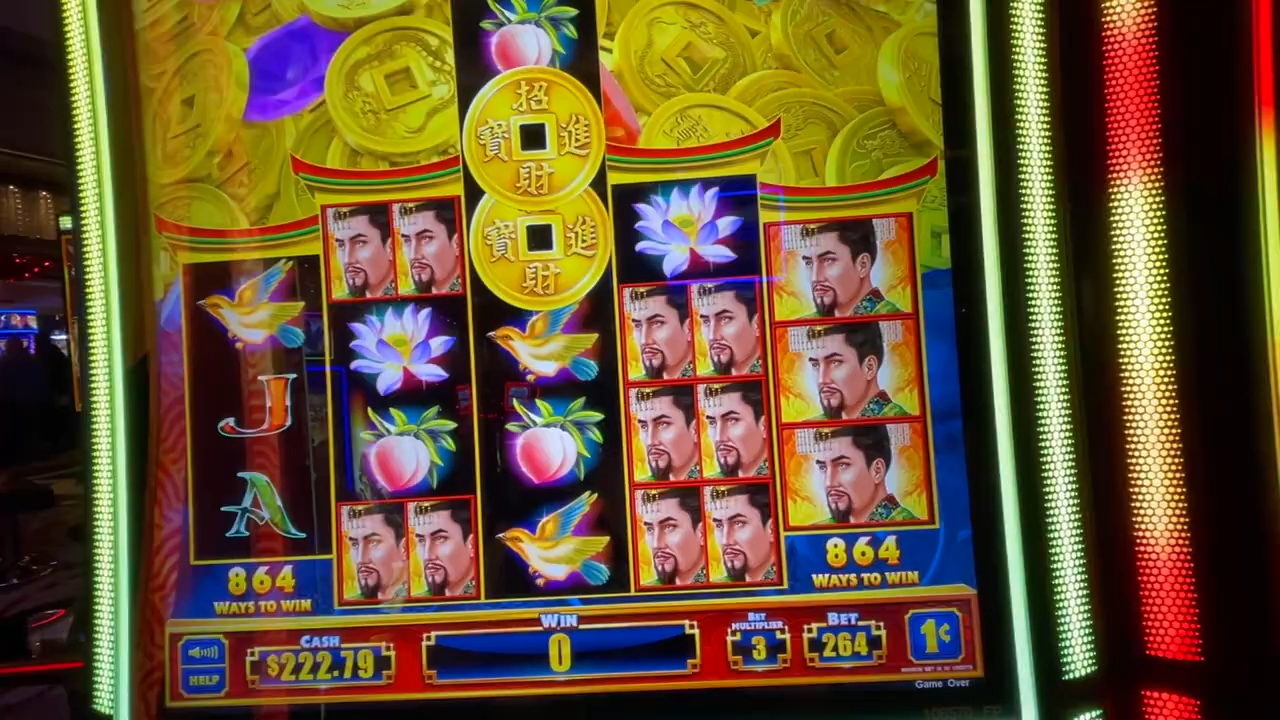 招
寶 進
財
寶 進
財
J
A
864
WAYS TO WIN
864
WAYS TO WIN
HELP
CASH
$222.79
WIN
0
BET
MULTIPLIER
3
BET
264
1¢
Game Over